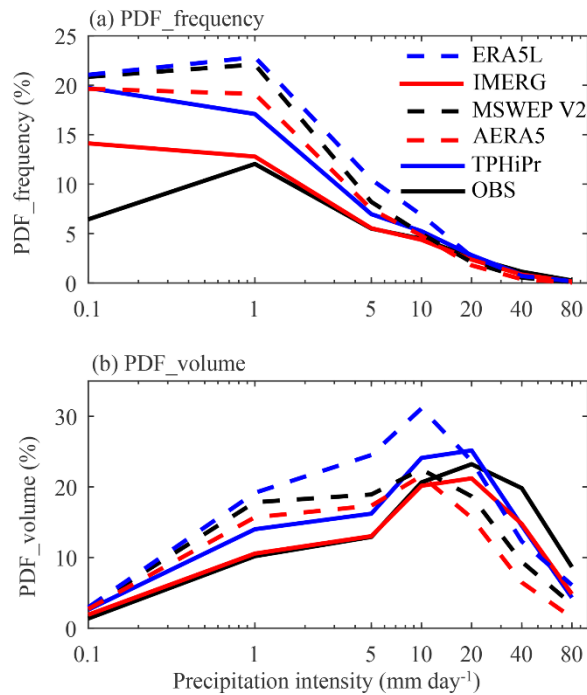 (a) PDF_frequency
25
20
15
10
5
0
PDF_frequency (%)
ERA5L
IMERG
MSWEP V2
AERA5
TPHiPr
OBS
0.1 1 5 10 20 40 80
(b) PDF_volume
30
20
10
0
PDF_volume (%)
0.1 1 5 10 20 40 80
Precipitation intensity (mm day⁻¹)